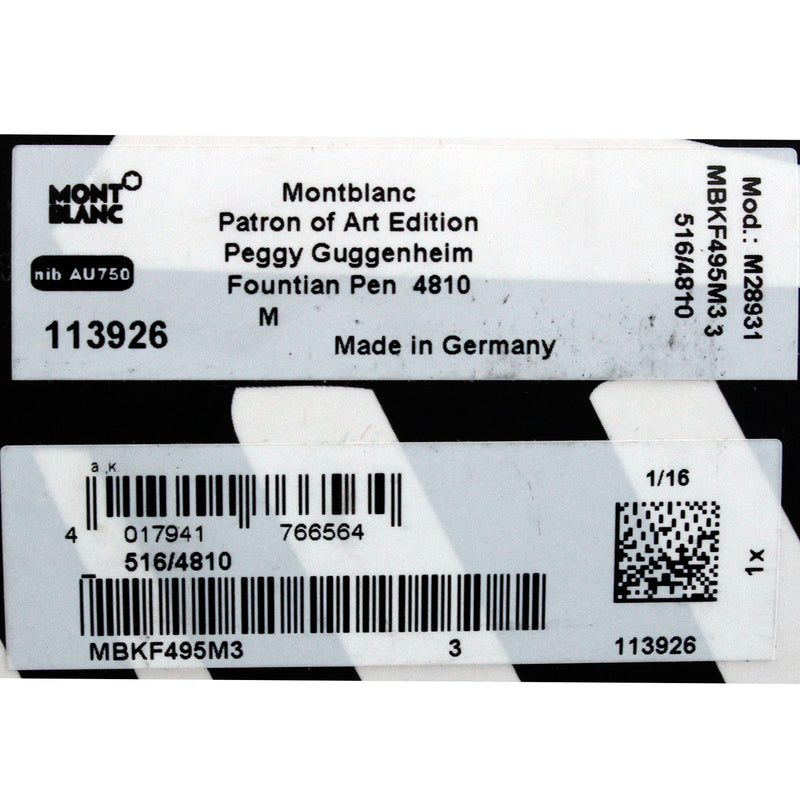 MONT
BLANC
nib AU750
113926
Montblanc
Patron of Art Edition
Peggy Guggenheim
Fountian Pen 4810
M
Made in Germany
Mod.: M28931
MBKF495M3 3
516/4810
a ,K
4 017941 766564
516/4810
MBKF495M3 3
1/16
X 1
113926